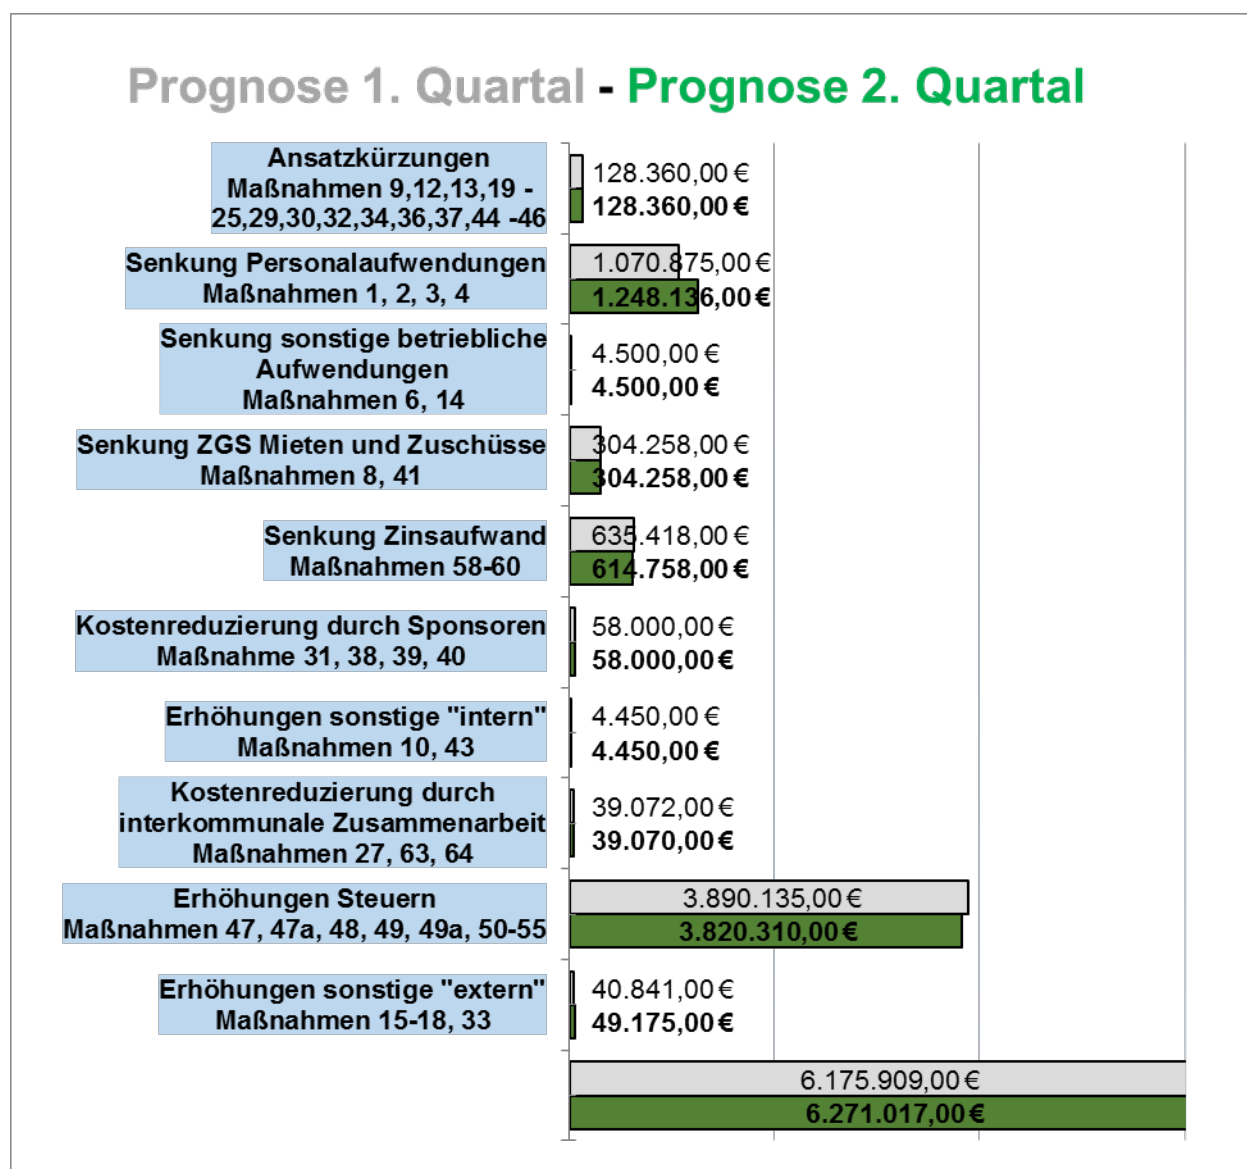 Prognose 1. Quartal - Prognose 2. Quartal
Ansatzkürzungen
Maßnahmen 9,12,13,19 -
25,29,30,32,34,36,37,44 -46
128.360,00 €
128.360,00 €
Senkung Personalaufwendungen
Maßnahmen 1, 2, 3, 4
1.070.875,00 €
1.248.136,00 €
Senkung sonstige betriebliche
Aufwendungen
Maßnahmen 6, 14
4.500,00 €
4.500,00 €
Senkung ZGS Mieten und Zuschüsse
Maßnahmen 8, 41
304.258,00 €
304.258,00 €
Senkung Zinsaufwand
Maßnahmen 58-60
635.418,00 €
614.758,00 €
Kostenreduzierung durch Sponsoren
Maßnahme 31, 38, 39, 40
58.000,00 €
58.000,00 €
Erhöhungen sonstige "intern"
Maßnahmen 10, 43
4.450,00 €
4.450,00 €
Kostenreduzierung durch
interkommunale Zusammenarbeit
Maßnahmen 27, 63, 64
39.072,00 €
39.070,00 €
Erhöhungen Steuern
Maßnahmen 47, 47a, 48, 49, 49a, 50-55
3.890.135,00 €
3.820.310,00 €
Erhöhungen sonstige "extern"
Maßnahmen 15-18, 33
40.841,00 €
49.175,00 €
6.175.909,00 €
6.271.017,00 €